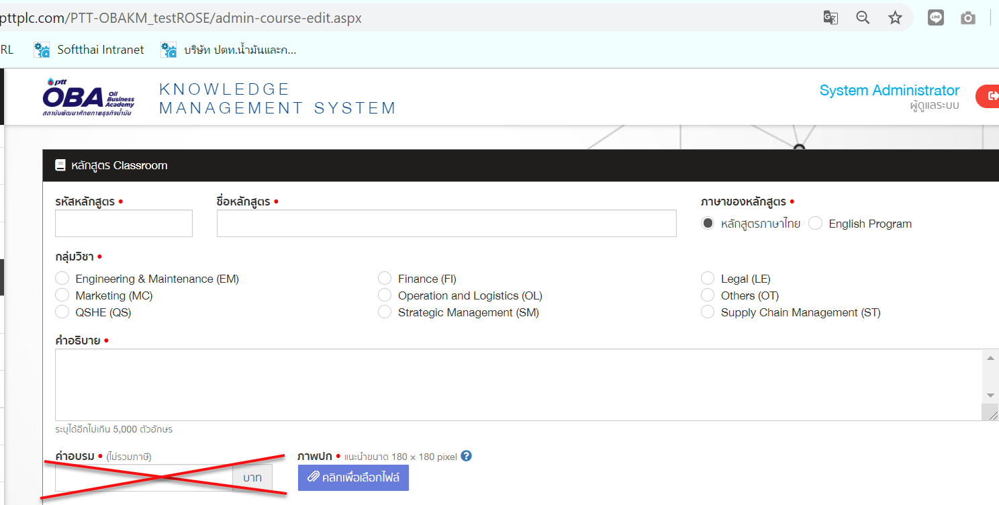 pttplc.com/PTT-OBAKM_testROSE/admin-course-edit.aspx
RL Softthai Intranet บริษัท ปตท.น้ำมันและก...
ptt
OBA Oil Business Academy
สถาบันพัฒนาศักยภาพธุรกิจน้ำมัน
KNOWLEDGE
MANAGEMENT SYSTEM
System Administrator
ผู้ดูแลระบบ
หลักสูตร Classroom
รหัสหลักสูตร • ชื่อหลักสูตร • ภาษาของหลักสูตร •
หลักสูตรภาษาไทย English Program
กลุ่มวิชา •
Engineering & Maintenance (EM) Finance (FI) Legal (LE)
Marketing (MC) Operation and Logistics (OL) Others (OT)
QSHE (QS) Strategic Management (SM) Supply Chain Management (ST)
คำอธิบาย •
ระบุได้อีกไม่เกิน 5,000 ตัวอักษร
ค่าอบรม • (ไม่รวมภาษี) ภาพปก • แนะนำขนาด 180 x 180 pixel ?
บาท คลิกเพื่อเลือกไฟล์